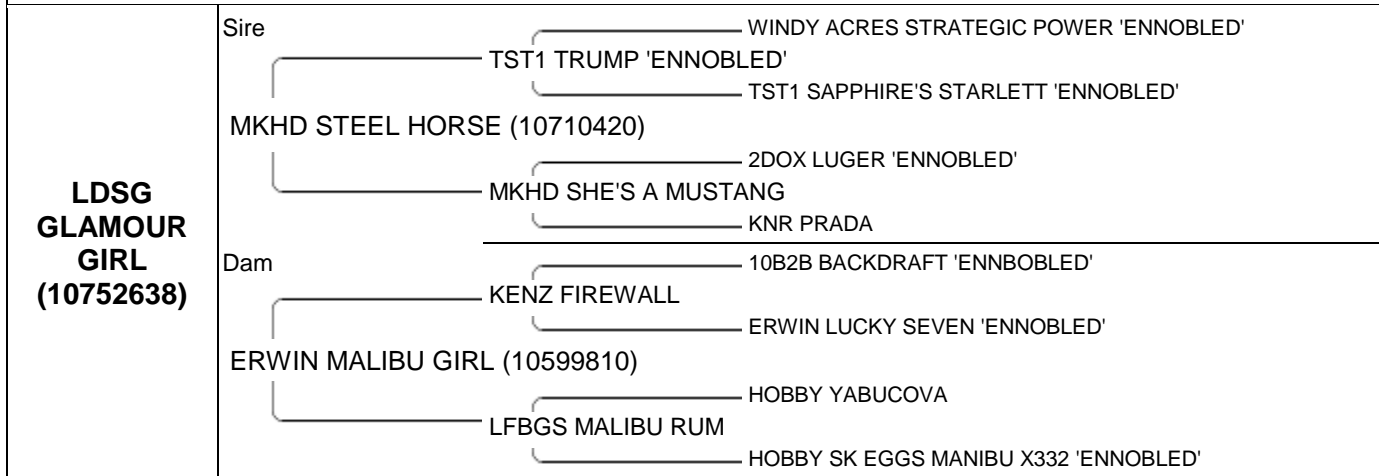 Sire
WINDY ACRES STRATEGIC POWER 'ENNOBLED'
TST1 TRUMP 'ENNOBLED'
TST1 SAPPHIRE'S STARLETT 'ENNOBLED'
MKHD STEEL HORSE (10710420)
2DOX LUGER 'ENNOBLED'
MKHD SHE'S A MUSTANG
KNR PRADA
LDSG
GLAMOUR
GIRL
(10752638)
Dam
10B2B BACKDRAFT 'ENNBOBLED'
KENZ FIREWALL
ERWIN LUCKY SEVEN 'ENNOBLED'
ERWIN MALIBU GIRL (10599810)
HOBBY YABUCOVA
LFBGS MALIBU RUM
HOBBY SK EGGS MANIBU X332 'ENNOBLED'